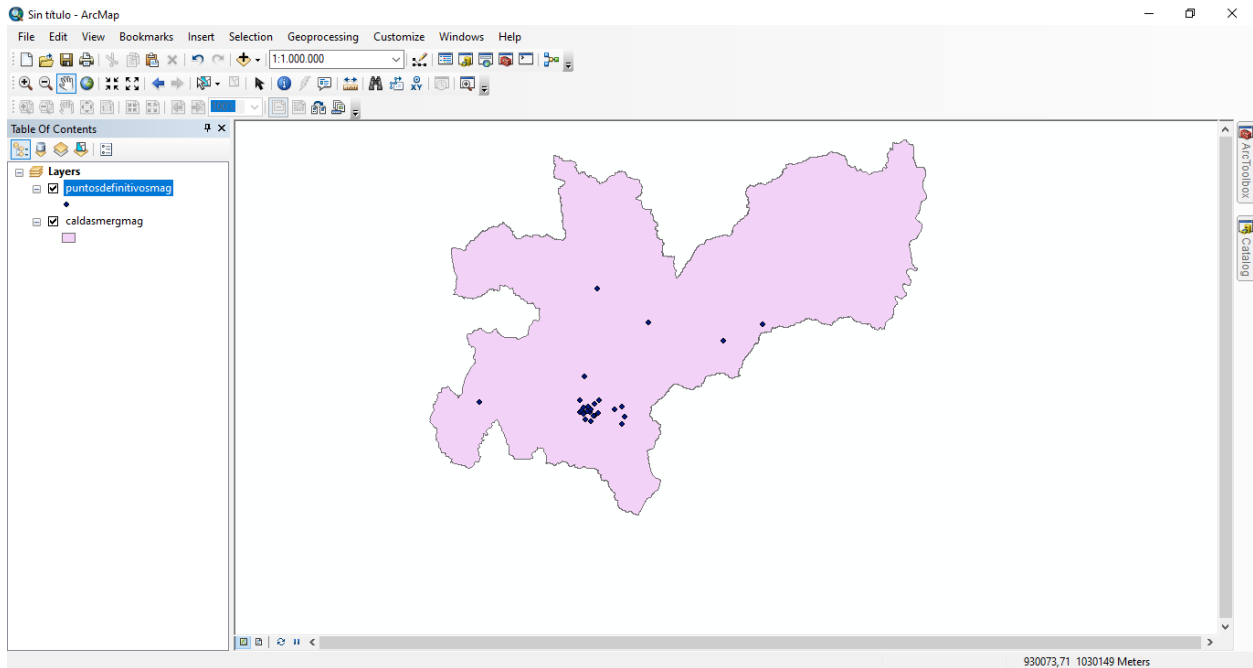 Sin título - ArcMap
File Edit View Bookmarks Insert Selection Geoprocessing Customize Windows Help
1:1.000.000
Table Of Contents
Layers
puntosdefinitivosmag
caldasmergmag
ArcToolbox
Catalog
930073,71 1030149 Meters